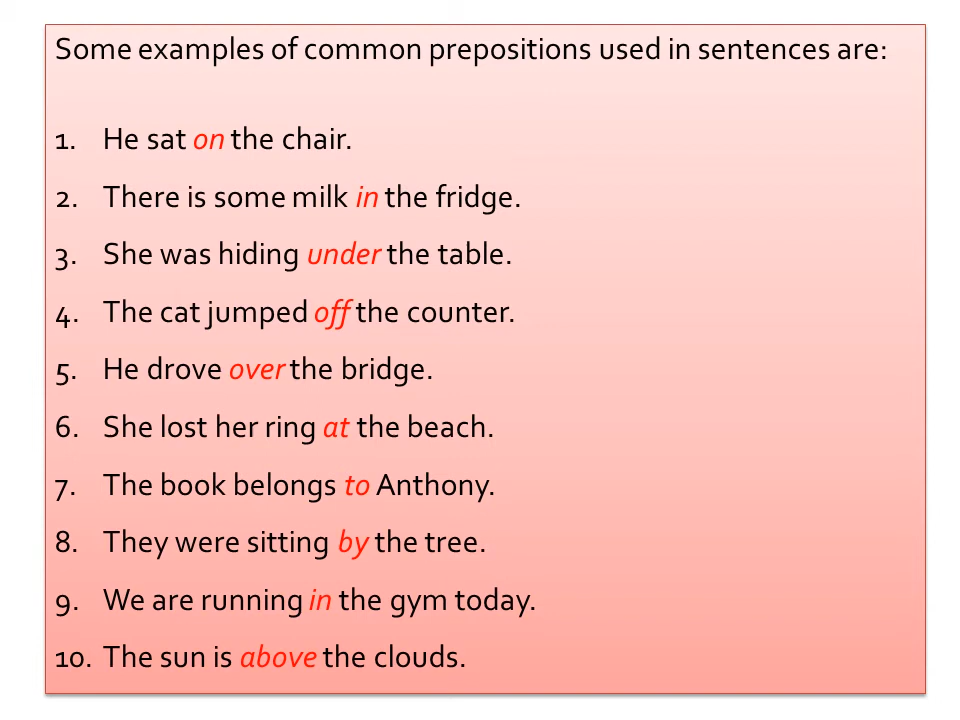 Some examples of common prepositions used in sentences are:
1. He sat on the chair.
2. There is some milk in the fridge.
3. She was hiding under the table.
4. The cat jumped off the counter.
5. He drove over the bridge.
6. She lost her ring at the beach.
7. The book belongs to Anthony.
8. They were sitting by the tree.
9. We are running in the gym today.
10. The sun is above the clouds.